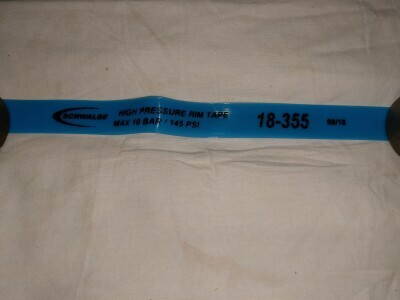 SCHWALBE
HIGH PRESSURE RIM TAPE
MAX 10 BAR / 145 PSI
18-355